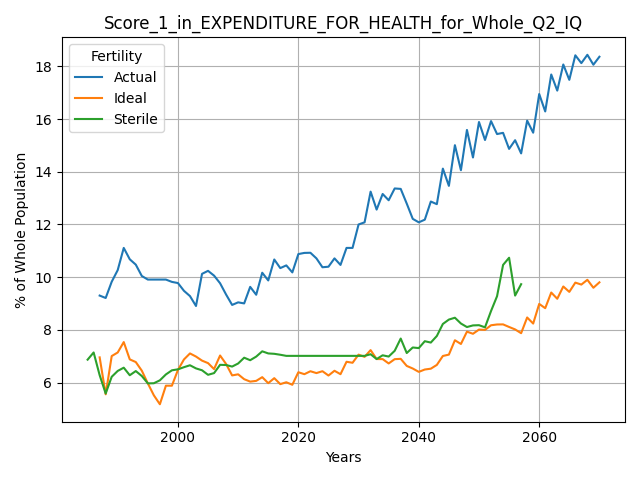 Score_1_in_EXPENDITURE_FOR_HEALTH_for_Whole_Q2_IQ
Fertility
Actual
Ideal
Sterile
% of Whole Population
18
16
14
12
10
8
6
2000
2020
2040
2060
Years